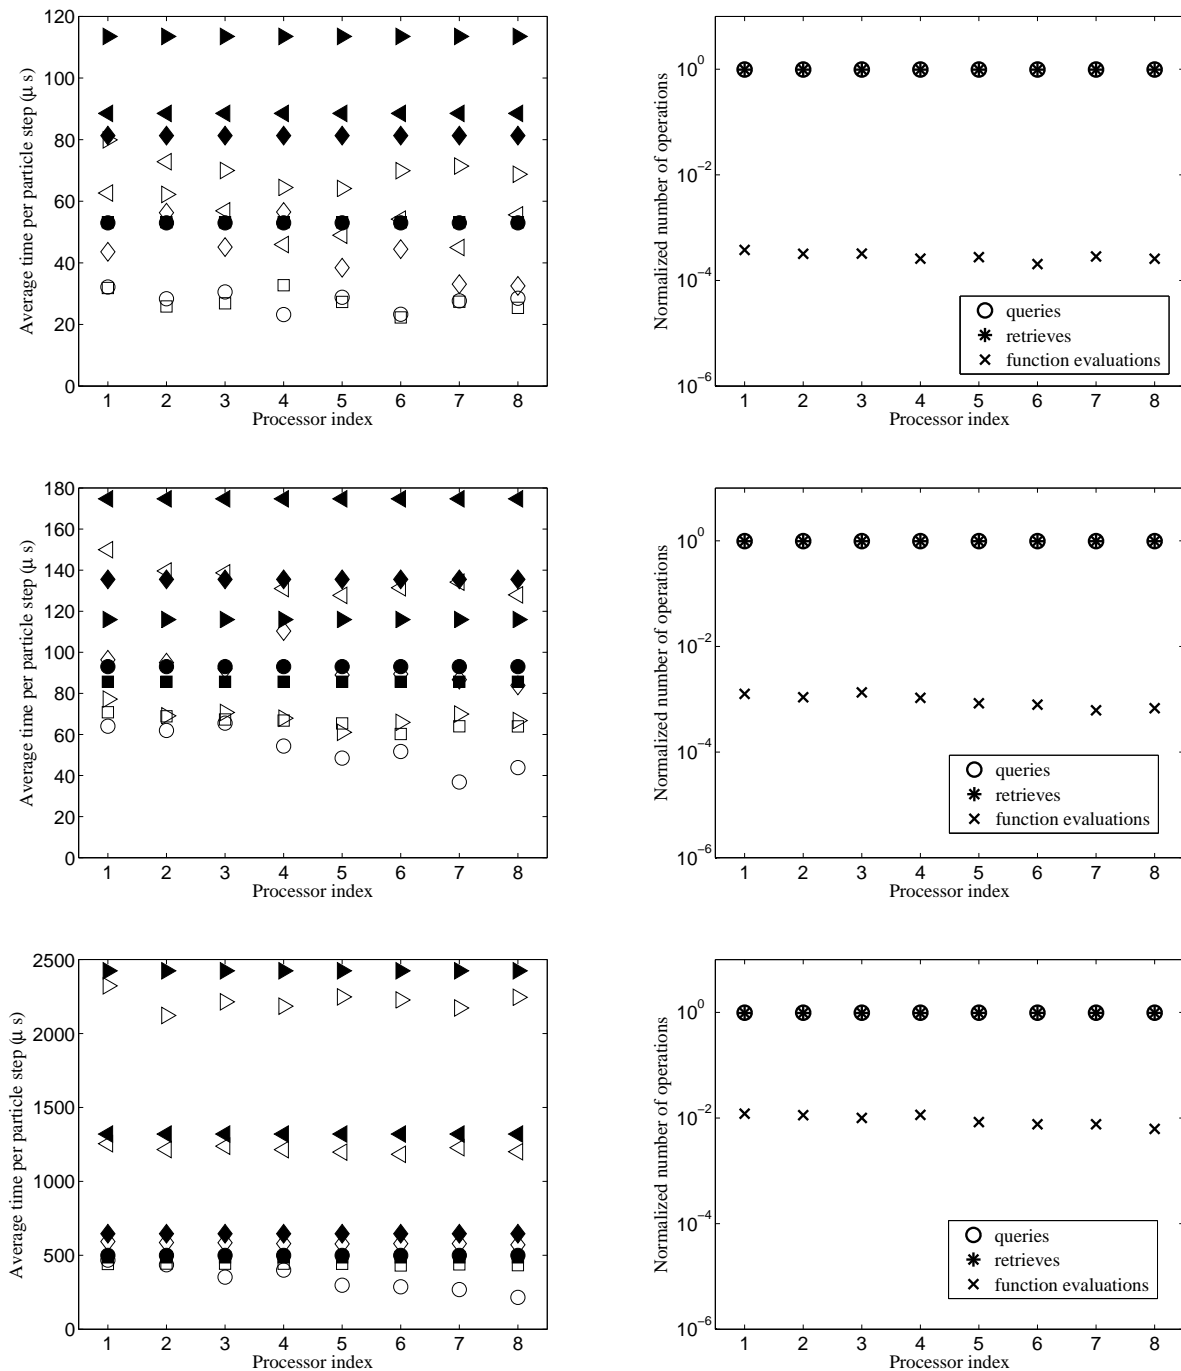 Average time per particle step (μ s)
120
100
80
60
40
20
0
1 2 3 4 5 6 7 8
Processor index
Normalized number of operations
10^0
10^−2
10^−4
10^−6
queries
retrieves
function evaluations
1 2 3 4 5 6 7 8
Processor index
Average time per particle step (μ s)
180
160
140
120
100
80
60
40
20
0
1 2 3 4 5 6 7 8
Processor index
Normalized number of operations
10^0
10^−2
10^−4
10^−6
queries
retrieves
function evaluations
1 2 3 4 5 6 7 8
Processor index
Average time per particle step (μ s)
2500
2000
1500
1000
500
0
1 2 3 4 5 6 7 8
Processor index
Normalized number of operations
10^0
10^−2
10^−4
10^−6
queries
retrieves
function evaluations
1 2 3 4 5 6 7 8
Processor index